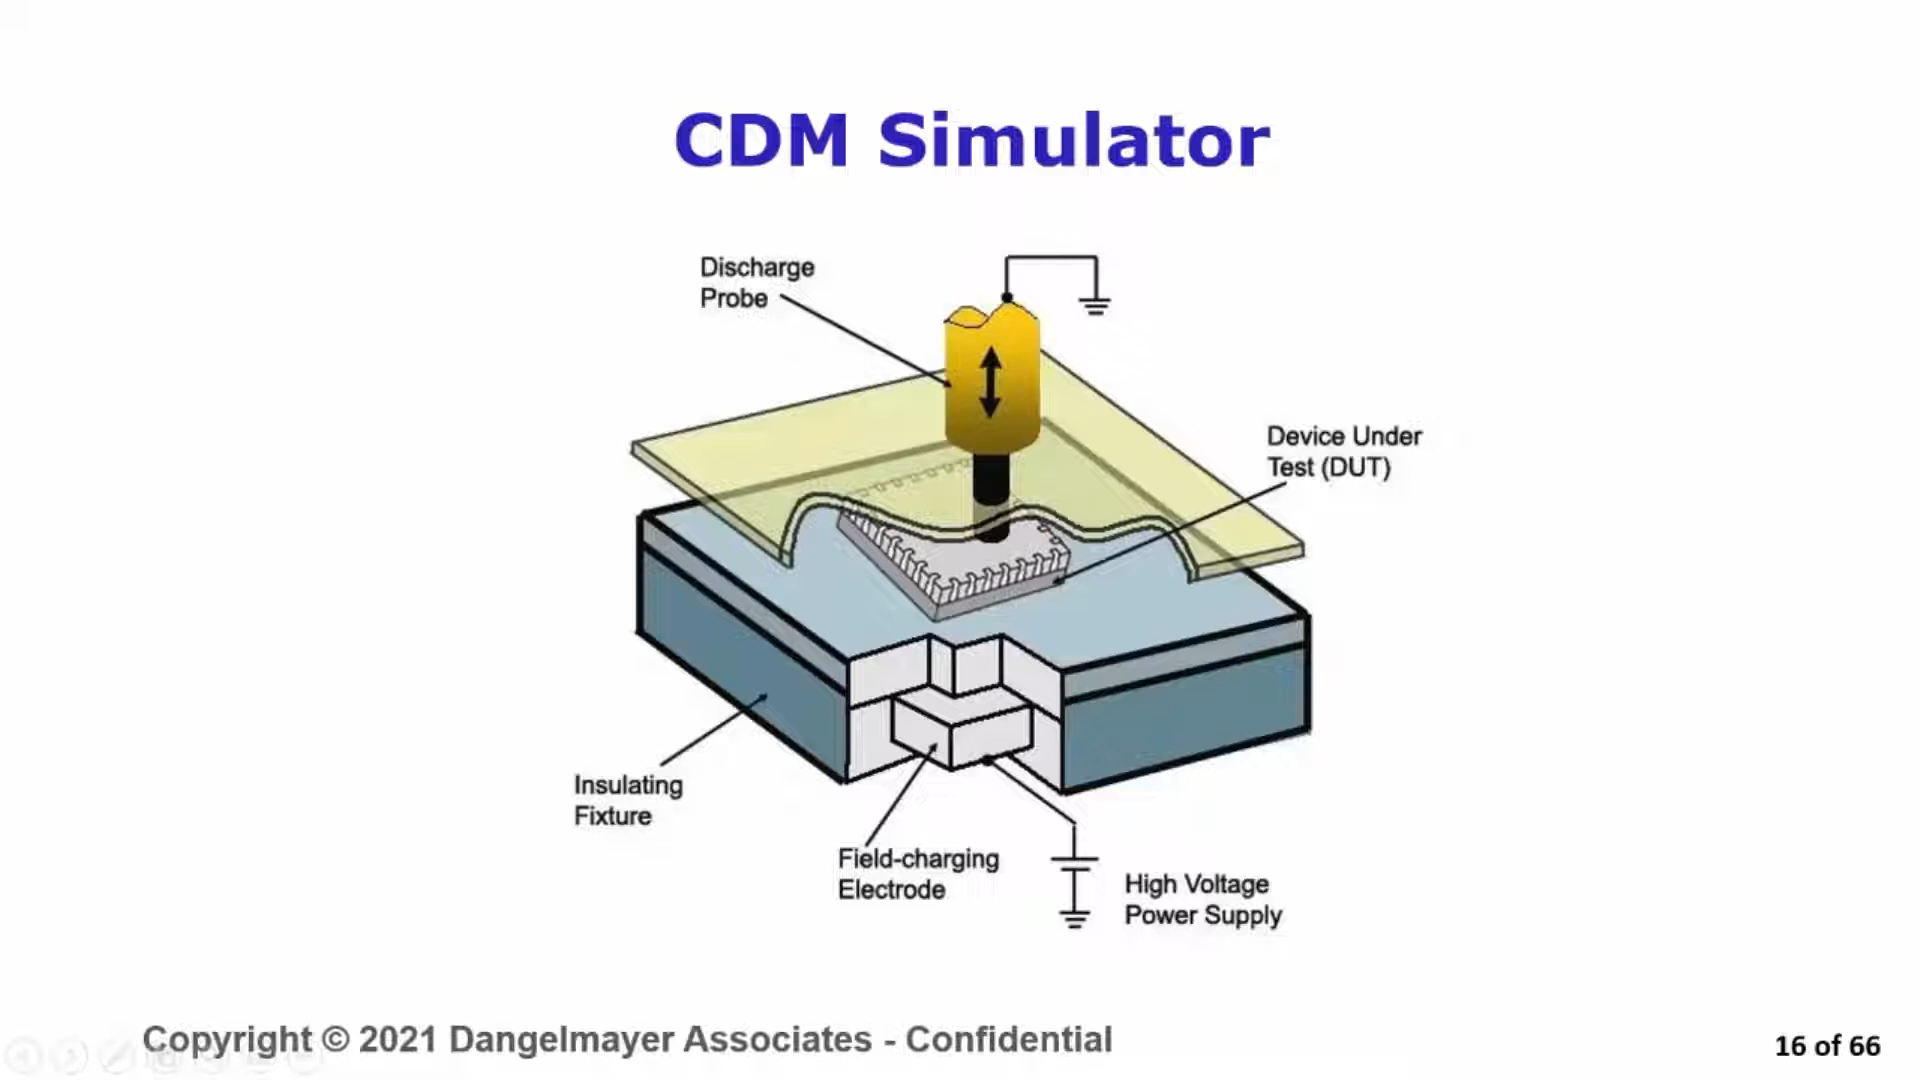 CDM Simulator
Discharge
Probe
Device Under
Test (DUT)
Insulating
Fixture
Field-charging
Electrode
High Voltage
Power Supply
Copyright © 2021 Dangelmayer Associates - Confidential
16 of 66